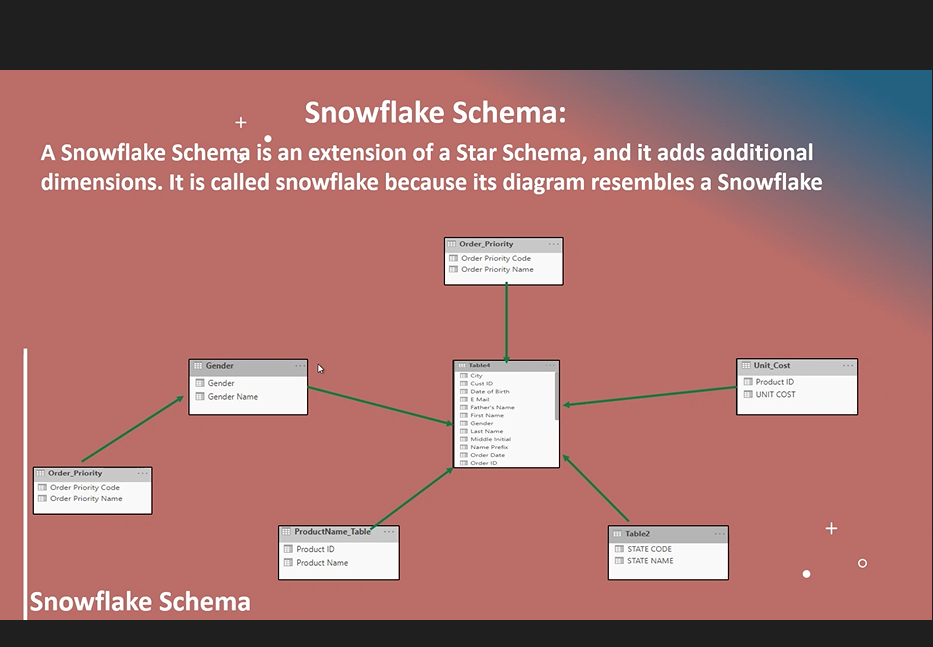 Snowflake Schema:
A Snowflake Schema is an extension of a Star Schema, and it adds additional
dimensions. It is called snowflake because its diagram resembles a Snowflake
Order_Priority
Order Priority Code
Order Priority Name
Gender
Gender
Gender Name
Table4
City
Cust ID
Date of Birth
E Mail
Father's Name
First Name
Gender
Last Name
Middle Initial
Name Prefix
Order Date
Order ID
Unit_Cost
Product ID
UNIT COST
Order_Priority
Order Priority Code
Order Priority Name
ProductName_Table
Product ID
Product Name
Table2
STATE CODE
STATE NAME
Snowflake Schema